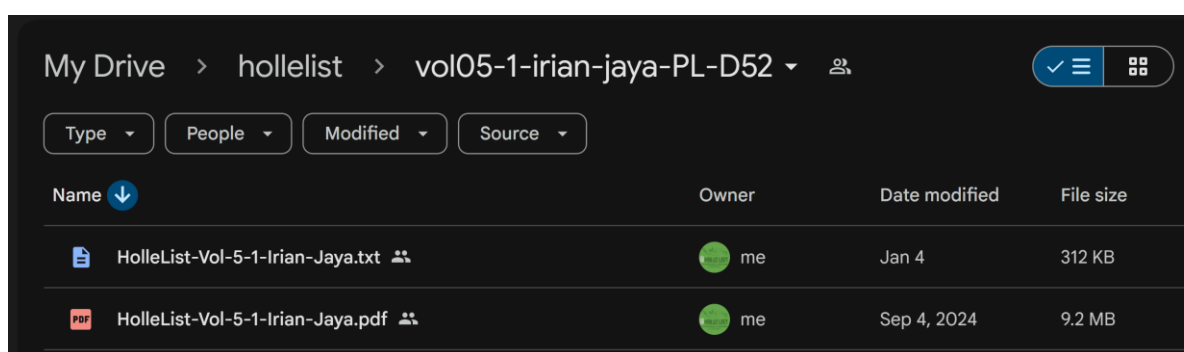 My Drive > hollelist > vol05-1-irian-jaya-PL-D52
Type People Modified Source
Name Owner Date modified File size
HolleList-Vol-5-1-Irian-Jaya.txt me Jan 4 312 KB
PDF HolleList-Vol-5-1-Irian-Jaya.pdf me Sep 4, 2024 9.2 MB